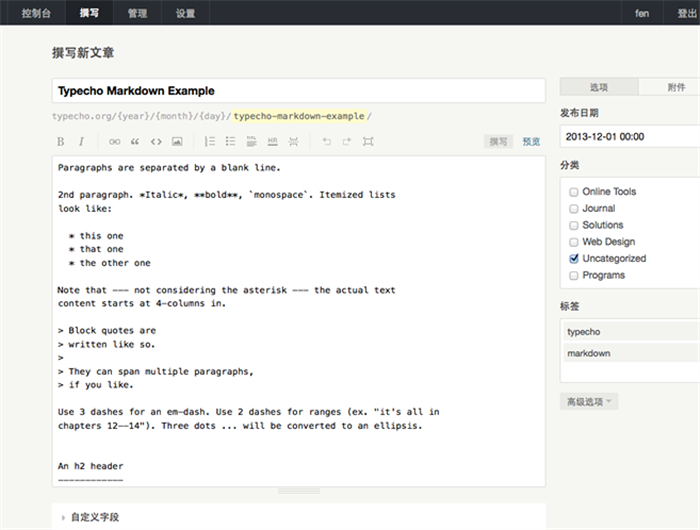 控制台 撰写 管理 设置 fen 登出
撰写新文章
Typecho Markdown Example
typecho.org/{year}/{month}/{day}/typecho-markdown-example/
B I 撰写 预览
Paragraphs are separated by a blank line.
2nd paragraph. *Italic*, **bold**, `monospace`. Itemized lists
look like:
* this one
* that one
* the other one
Note that --- not considering the asterisk --- the actual text
content starts at 4-columns in.
> Block quotes are
> written like so.
>
> They can span multiple paragraphs,
> if you like.
Use 3 dashes for an em-dash. Use 2 dashes for ranges (ex. "it's all in
chapters 12--14"). Three dots ... will be converted to an ellipsis.
An h2 header
------------
自定义字段
选项 附件
发布日期
2013-12-01 00:00
分类
Online Tools
Journal
Solutions
Web Design
Uncategorized
Programs
标签
typecho
markdown
高级选项